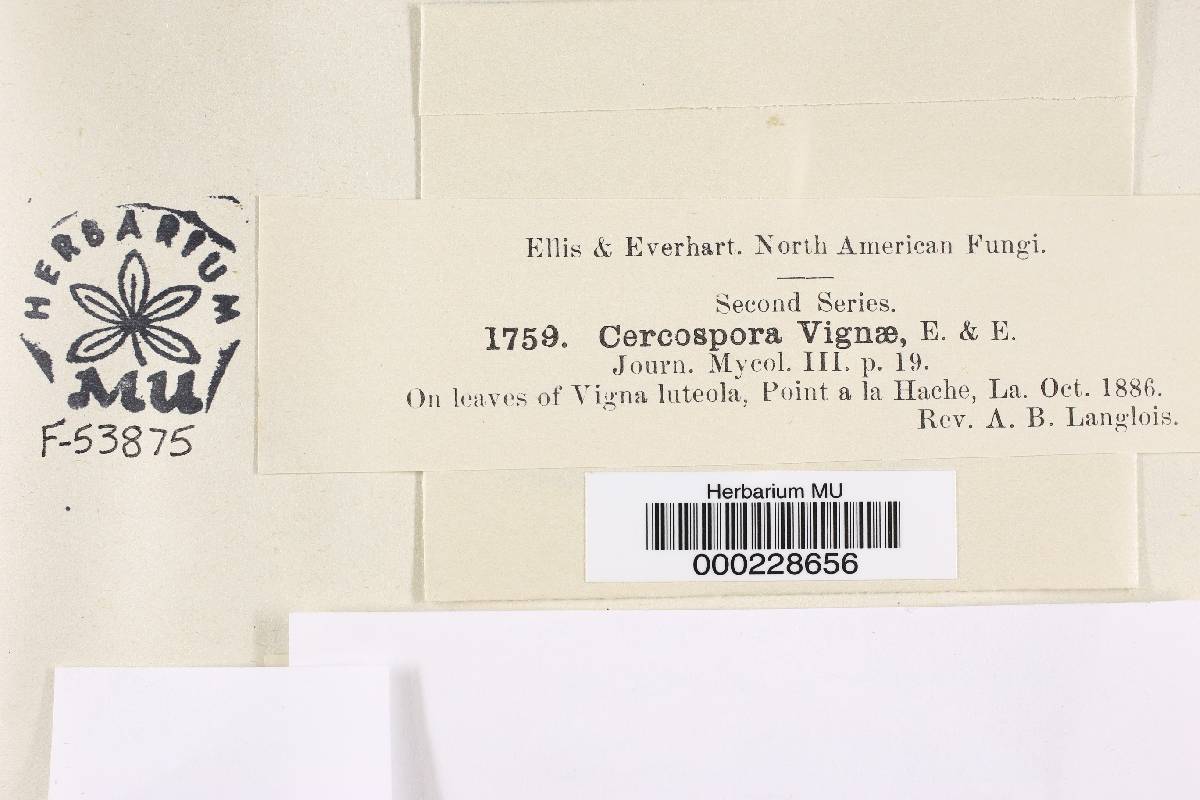 HERBARIUM
MU
F-53875
Ellis & Everhart. North American Fungi.
Second Series.
1759. Cercospora Vignæ, E. & E.
Journ. Mycol. III. p. 19.
On leaves of Vigna luteola, Point a la Hache, La. Oct. 1886.
Rev. A. B. Langlois.
Herbarium MU
000228656